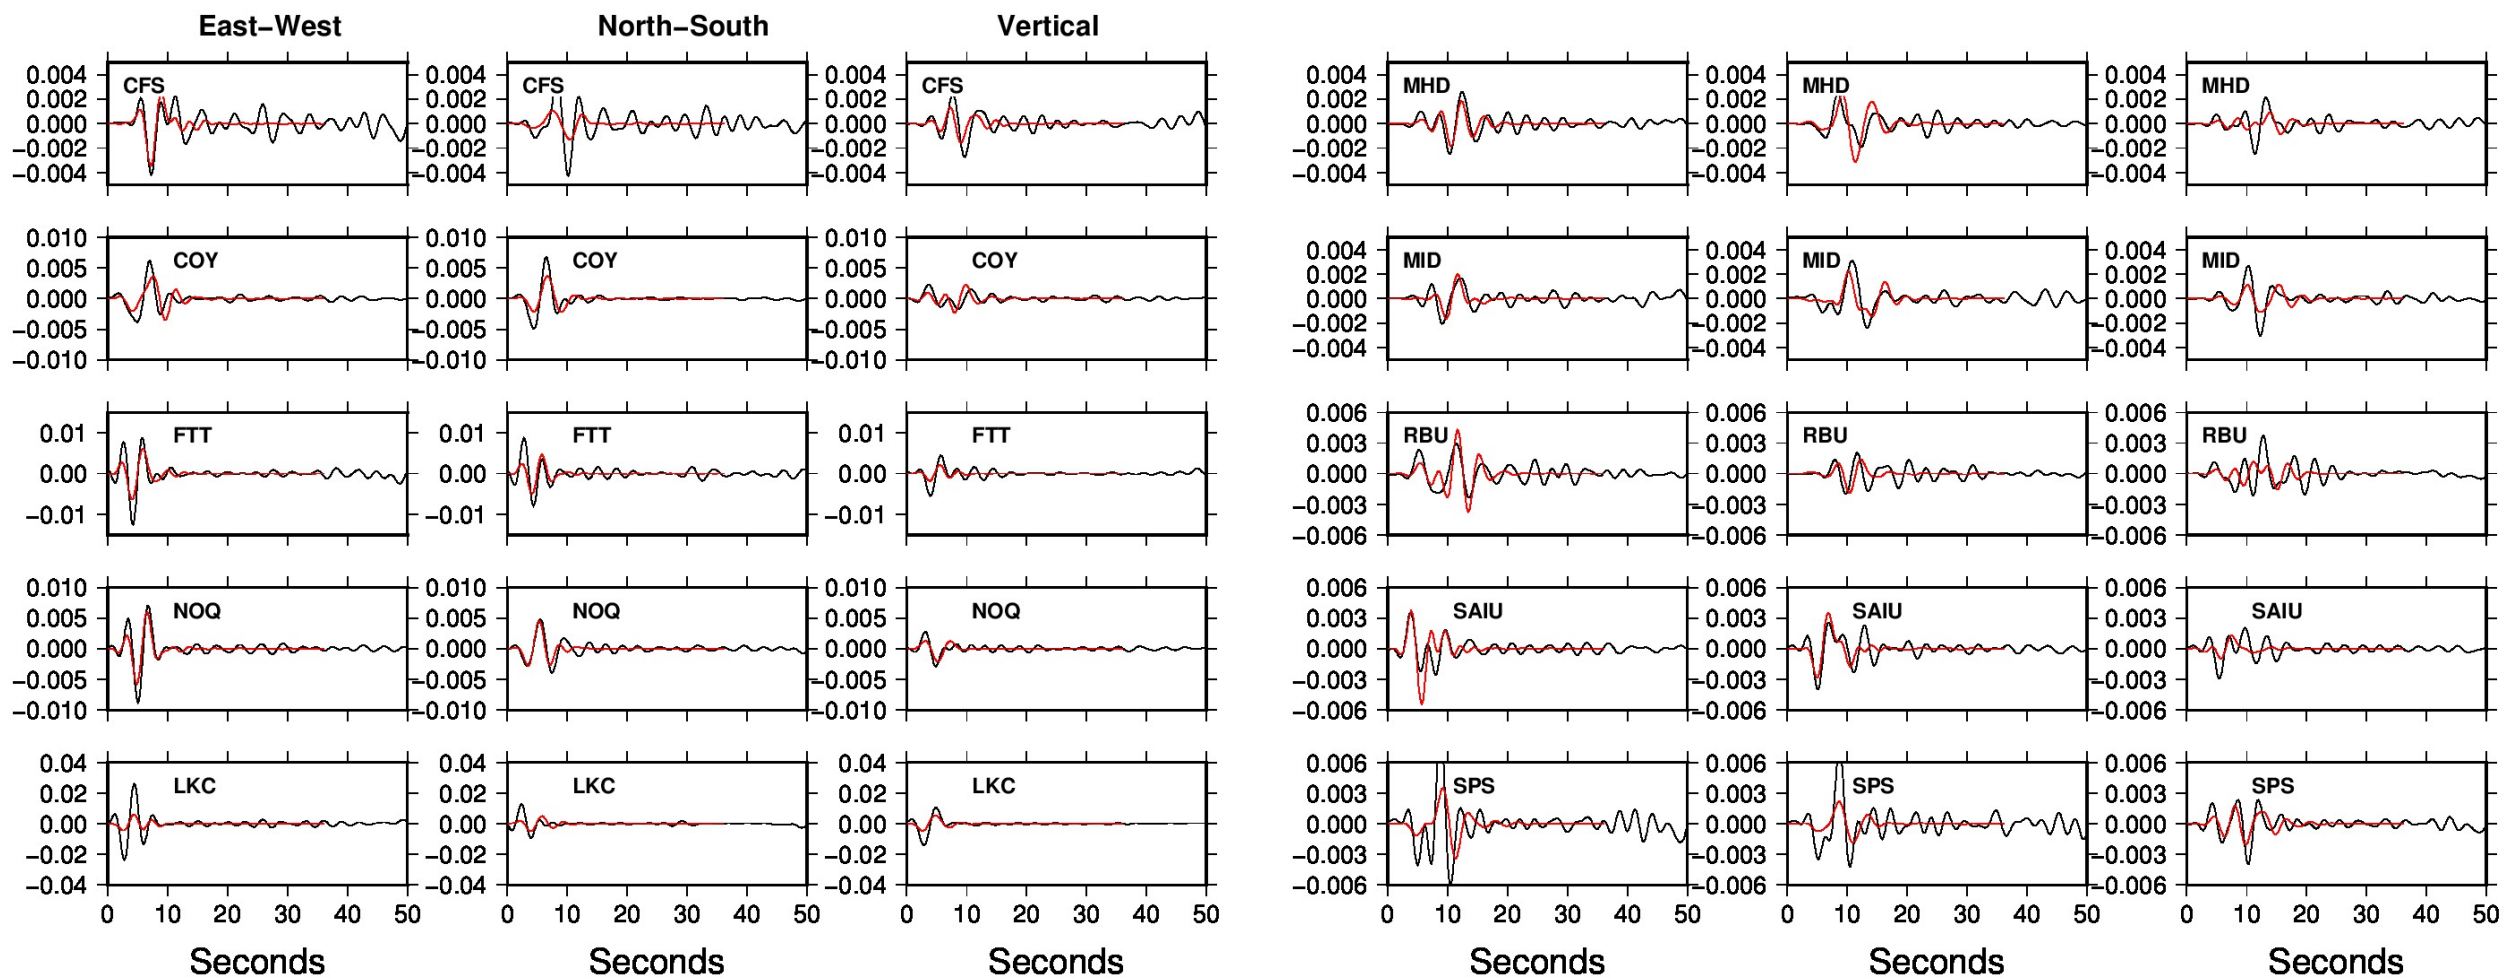 East−West North−South Vertical
0.004 0.004 0.004 0.004 0.004 0.004
CFS CFS CFS MHD MHD MHD
0.002 0.002 0.002 0.002 0.002 0.002
0.000 0.000 0.000 0.000 0.000 0.000
−0.002 −0.002 −0.002 −0.002 −0.002 −0.002
−0.004 −0.004 −0.004 −0.004 −0.004 −0.004
0.010 0.010 0.010 0.004 0.004 0.004
COY COY COY MID MID MID
0.005 0.005 0.005 0.002 0.002 0.002
0.000 0.000 0.000 0.000 0.000 0.000
−0.005 −0.005 −0.005 −0.002 −0.002 −0.002
−0.010 −0.010 −0.010 −0.004 −0.004 −0.004
0.006 0.006 0.006
0.01 FTT 0.01 FTT 0.01 FTT RBU RBU RBU
0.003 0.003 0.003
0.00 0.00 0.00 0.000 0.000 0.000
−0.003 −0.003 −0.003
−0.01 −0.01 −0.01
−0.006 −0.006 −0.006
0.010 0.010 0.010 0.006 0.006 0.006
NOQ NOQ NOQ SAIU SAIU SAIU
0.005 0.005 0.005 0.003 0.003 0.003
0.000 0.000 0.000 0.000 0.000 0.000
−0.005 −0.005 −0.005 −0.003 −0.003 −0.003
−0.010 −0.010 −0.010 −0.006 −0.006 −0.006
0.04 0.04 0.04 0.006 0.006 0.006
LKC LKC LKC SPS SPS SPS
0.02 0.02 0.02 0.003 0.003 0.003
0.00 0.00 0.00 0.000 0.000 0.000
−0.02 −0.02 −0.02 −0.003 −0.003 −0.003
−0.04 −0.04 −0.04 −0.006 −0.006 −0.006
0 10 20 30 40 50 0 10 20 30 40 50 0 10 20 30 40 50 0 10 20 30 40 50 0 10 20 30 40 50 0 10 20 30 40 50
Seconds Seconds Seconds Seconds Seconds Seconds